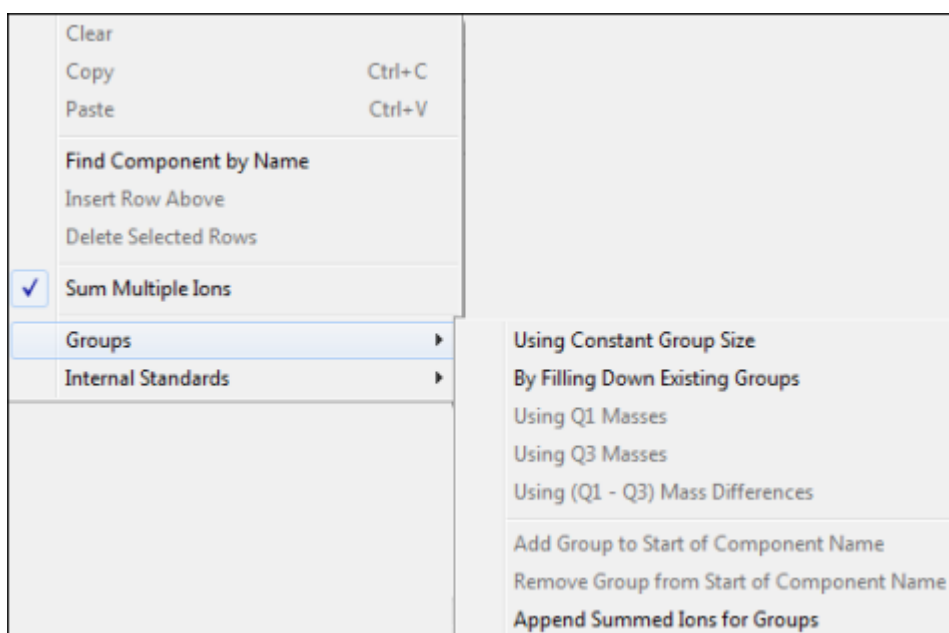 Clear
Copy Ctrl+C
Paste Ctrl+V
Find Component by Name
Insert Row Above
Delete Selected Rows
Sum Multiple Ions
Groups
Internal Standards
Using Constant Group Size
By Filling Down Existing Groups
Using Q1 Masses
Using Q3 Masses
Using (Q1 - Q3) Mass Differences
Add Group to Start of Component Name
Remove Group from Start of Component Name
Append Summed Ions for Groups